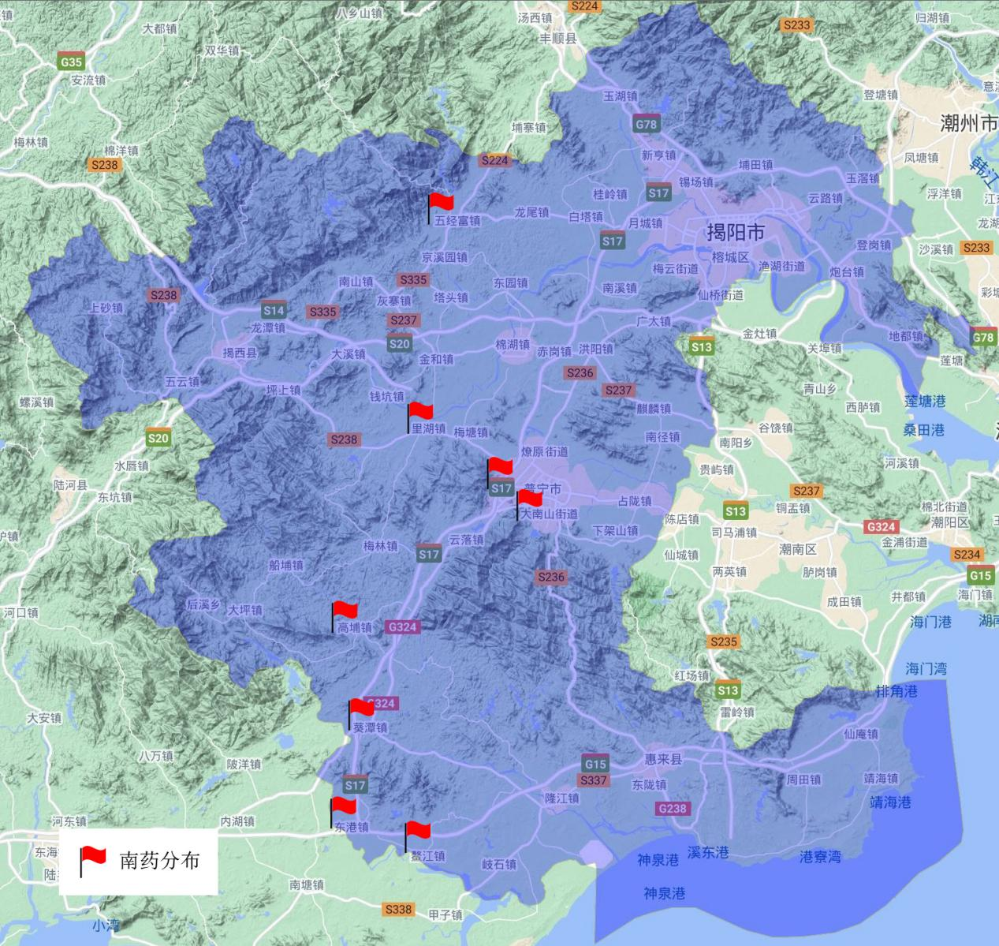 S224
八乡山镇
汤西镇
归湖镇
大都镇
丰顺县
S233
双华镇
G35
安流镇
玉湖镇
登塘镇
G78
埔寨镇
潮州市
梅林镇
棉洋镇
新亨镇
凤塘镇
S238
S224
埔田镇
韩江
玉滘镇
锡场镇
桂岭镇
S17
浮洋镇
云路镇
龙尾镇
白塔镇
五经富镇
月城镇
揭阳市
S17
登岗镇
沙溪镇
S233
京溪园镇
榕城区
梅云街道
渔湖街道
炮台镇
南山镇
S335
东园镇
南溪镇
S238
灰寨镇
塔头镇
仙桥街道
上砂镇
S14
S335
S237
广太镇
龙潭镇
金灶镇
地都镇
G78
S20
棉湖镇
S13
关埠镇
揭西县
大溪镇
金和镇
赤岗镇
洪阳镇
莲塘
S236
五云镇
坪上镇
S237
青山乡
钱坑镇
螺溪镇
莲塘港
麒麟镇
西胪镇
里湖镇
梅塘镇
谷饶镇
桑田港
S20
S238
南径镇
南阳乡
燎原街道
水唇镇
河溪镇
贵屿镇
陆河县
S17
普宁市
S237
东坑镇
占陇镇
铜盂镇
棉北街道
S13
大南山街道
陈店镇
潮阳区
下架山镇
司马浦镇
G324
云落镇
金浦街道
梅林镇
潮南区
S17
仙城镇
S234
船埔镇
两英镇
胪岗镇
S236
G15
井都镇
海门镇
后溪乡
大坪镇
成田镇
河口镇
高埔镇
G324
海门港
S235
海门湾
红场镇
S13
排角港
G324
雷岭镇
大安镇
葵潭镇
仙庵镇
八万镇
陂洋镇
G15
惠来县
S337
周田镇
靖海镇
S17
东陇镇
隆江镇
靖海港
G238
河东镇
内湖镇
东港镇
鳌江镇
溪东港
港寮湾
神泉港
岐石镇
南药分布
南塘镇
神泉港
S338
甲子镇
小湾